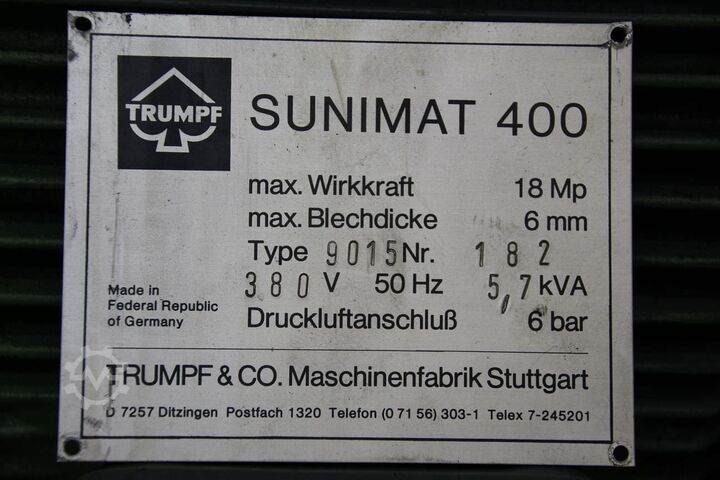 TRUMPF
SUNIMAT 400
max. Wirkkraft 18 Mp
max. Blechdicke 6 mm
Type 9015 Nr. 182
380 V 50 Hz 5,7 kVA
Druckluftanschluß 6 bar
Made in
Federal Republic
of Germany
TRUMPF & CO. Maschinenfabrik Stuttgart
D 7257 Ditzingen Postfach 1320 Telefon (0 71 56) 303-1 Telex 7-245201